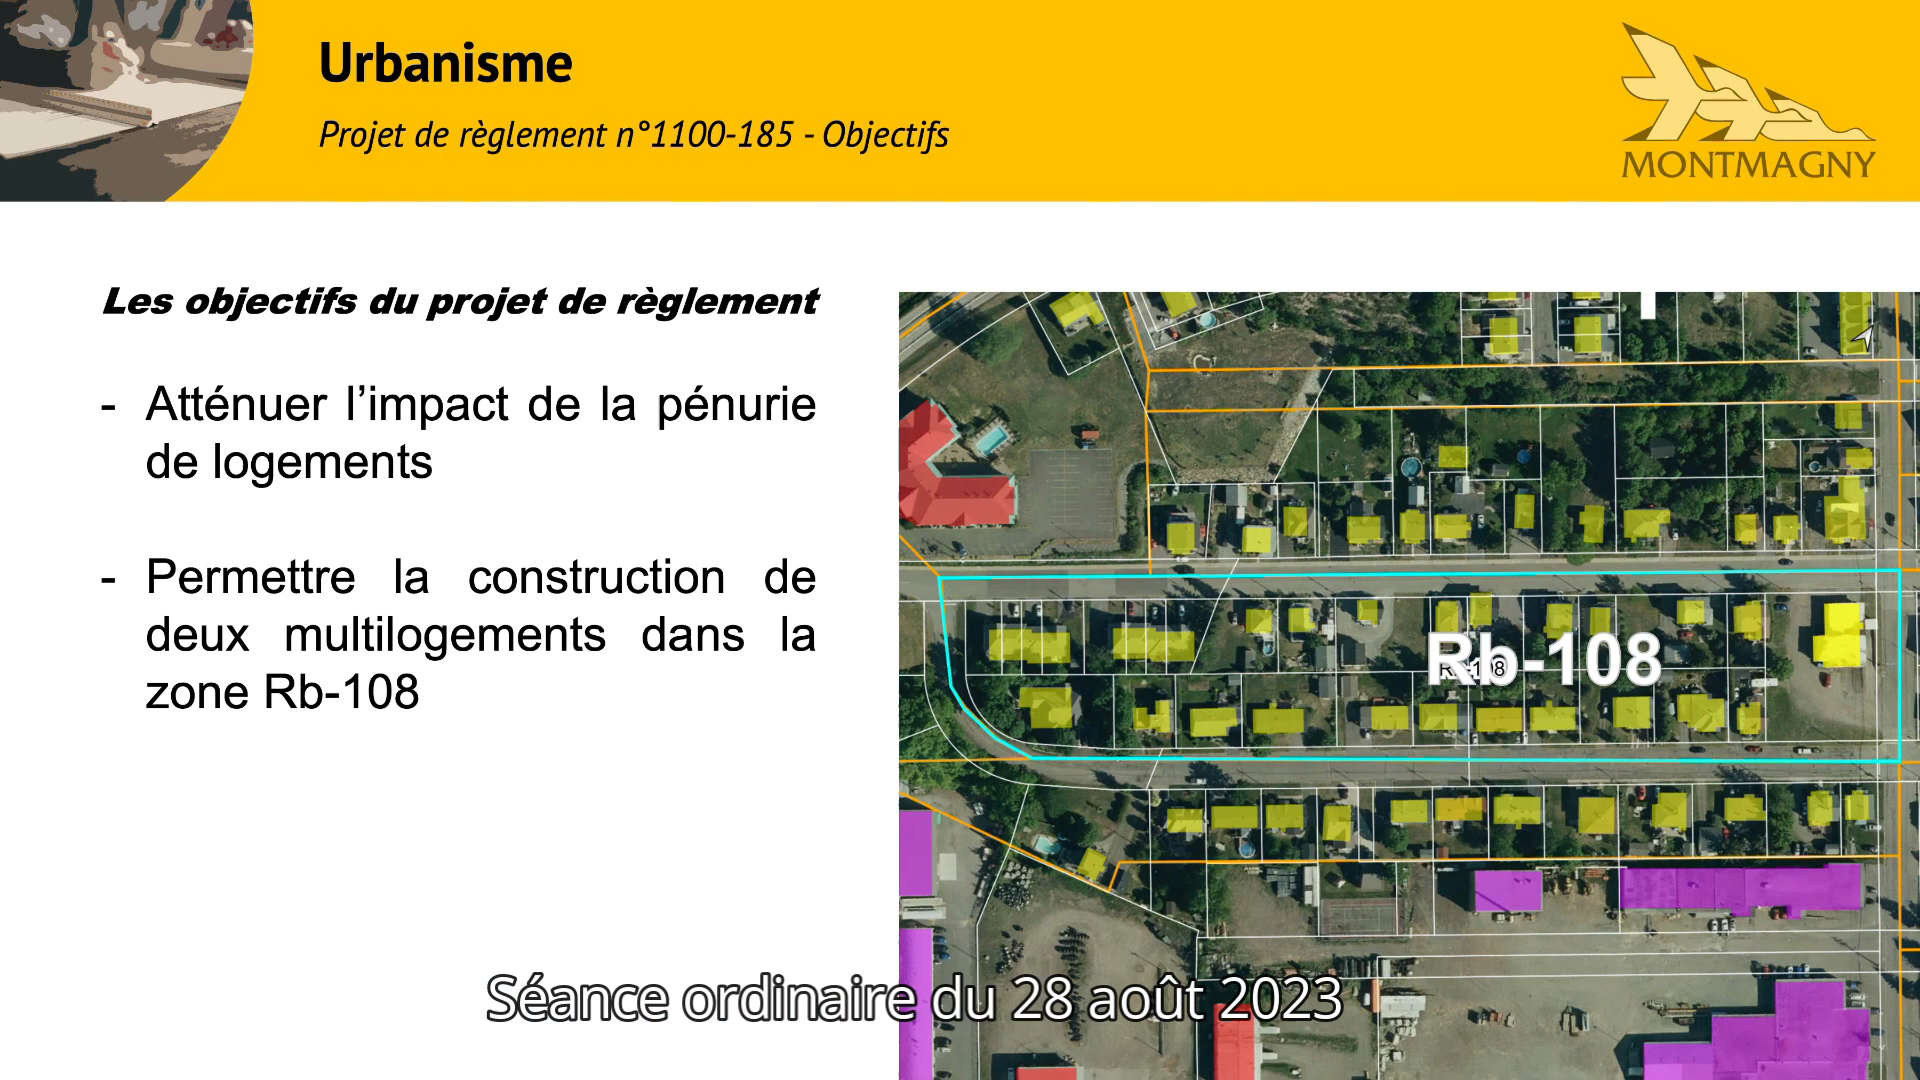 Urbanisme
Projet de règlement n°1100-185 - Objectifs
MONTMAGNY
Les objectifs du projet de règlement
- Atténuer l’impact de la pénurie
de logements
- Permettre la construction de
deux multilogements dans la
zone Rb-108
Rb-108
Rb-108
Séance ordinaire du 28 août 2023